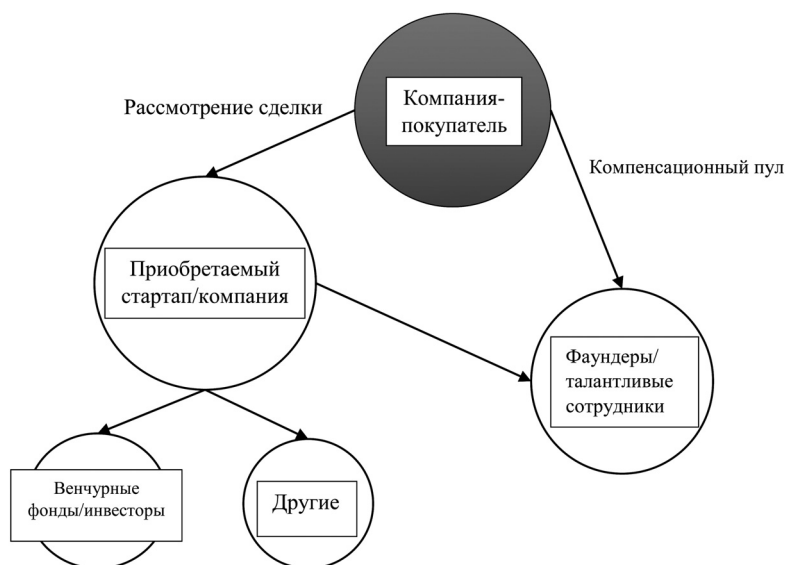 Рассмотрение сделки
Компания-
покупатель
Компенсационный пул
Приобретаемый
стартап/компания
Фаундеры/
талантливые
сотрудники
Венчурные
фонды/инвесторы
Другие